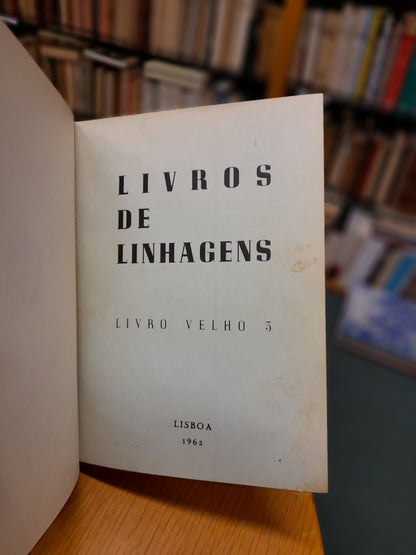 LIVROS
DE
LINHAGENS
LIVRO VELHO 3
LISBOA
1962